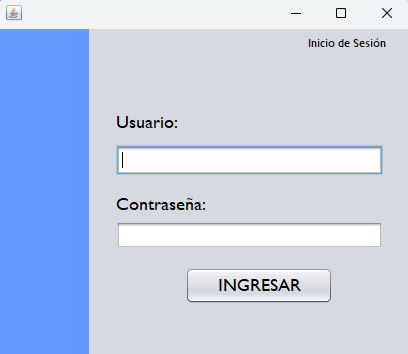 Inicio de Sesión
Usuario:
Contraseña:
INGRESAR